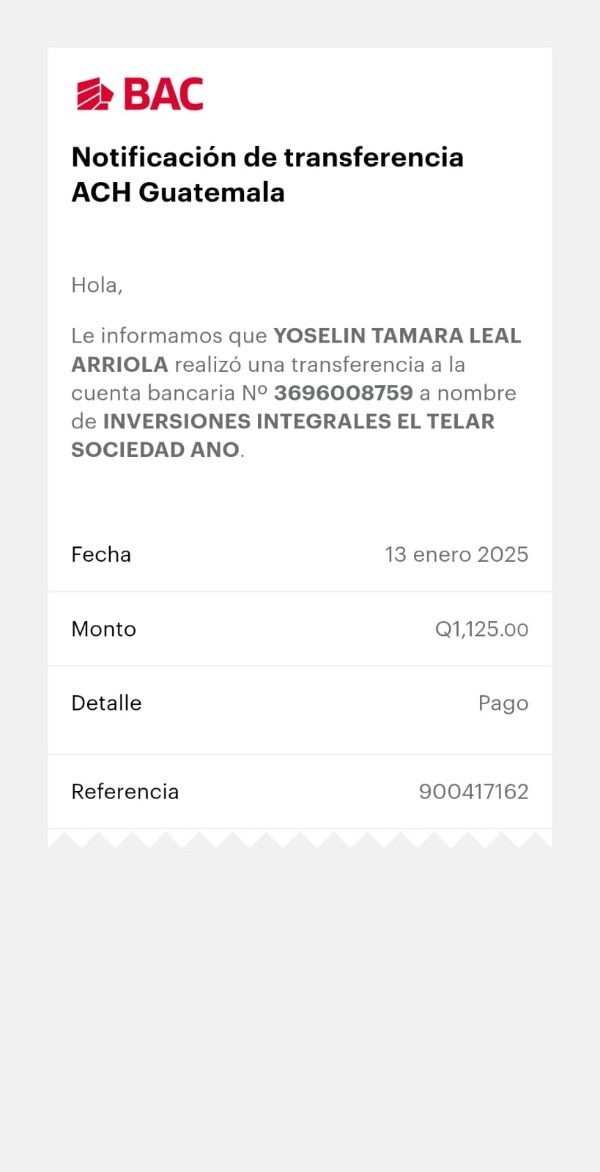 BAC
Notificación de transferencia
ACH Guatemala
Hola,
Le informamos que YOSELIN TAMARA LEAL
ARRIOLA realizó una transferencia a la
cuenta bancaria Nº 3696008759 a nombre
de INVERSIONES INTEGRALES EL TELAR
SOCIEDAD ANO.
Fecha 13 enero 2025
Monto Q1,125.00
Detalle Pago
Referencia 900417162